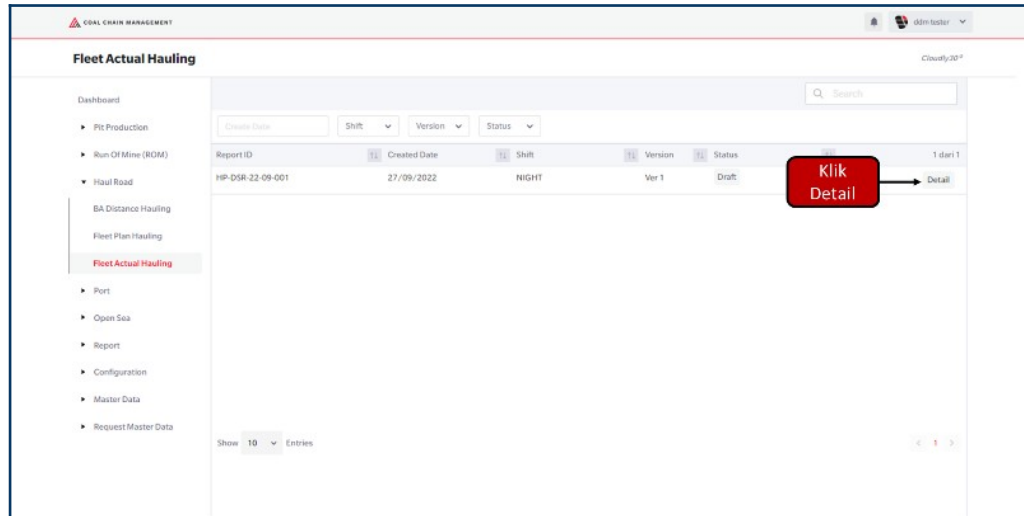 COAL CHAIN MANAGEMENT
ddm tester
Fleet Actual Hauling
Cloudly,30°
Dashboard
Search
Pit Production
Create Date
Shift
Version
Status
Run Of Mine (ROM)
Report ID
Created Date
Shift
Version
Status
1 dari 1
Haul Road
HP-DSR-22-09-001
27/09/2022
NIGHT
Ver 1
Draft
Klik
Detail
Detail
BA Distance Hauling
Fleet Plan Hauling
Fleet Actual Hauling
Port
Open Sea
Report
Configuration
Master Data
Request Master Data
Show 10 Entries
< 1 >